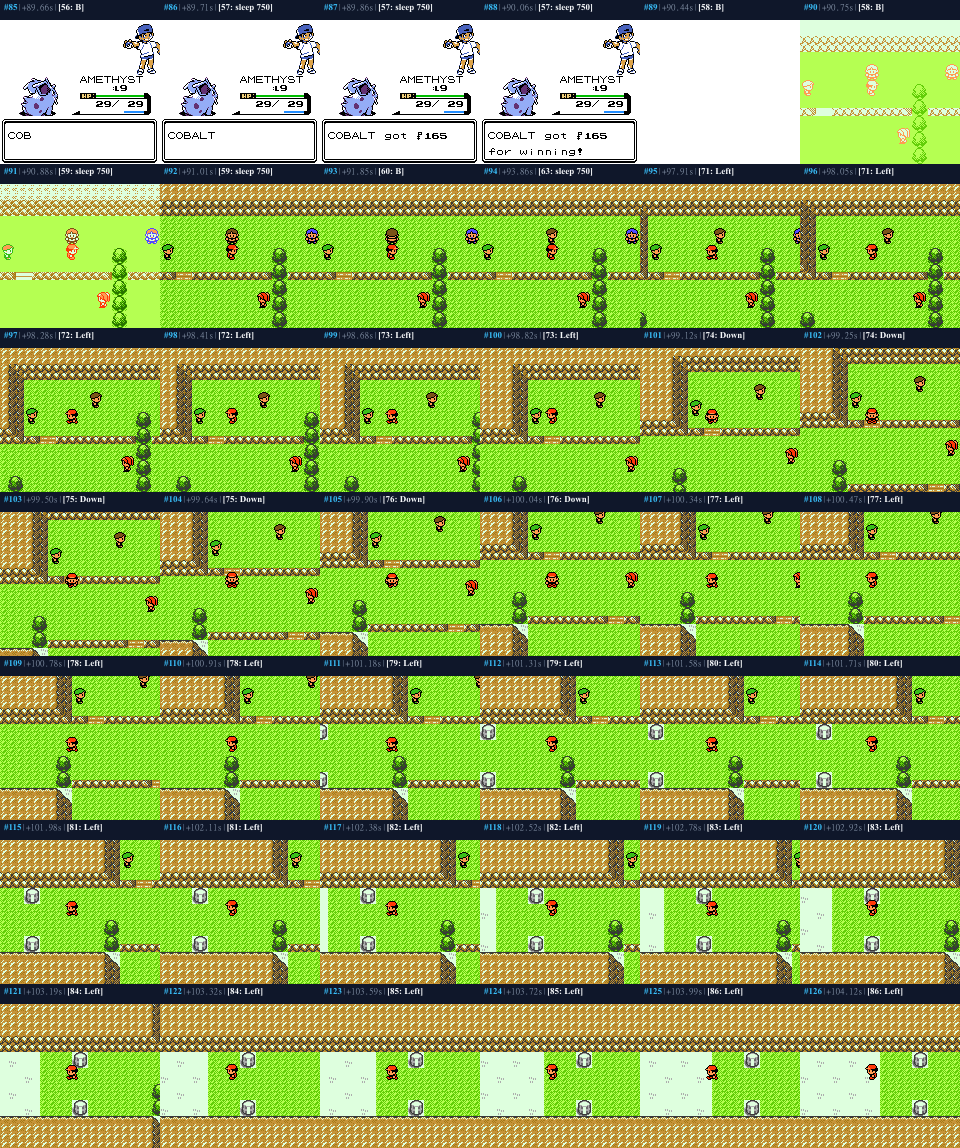 #85|+89.66s| [56: B]
#86|+89.71s| [57: sleep 750]
#87|+89.86s| [57: sleep 750]
#88|+90.06s| [57: sleep 750]
#89|+90.44s| [58: B]
#90|+90.75s| [58: B]
AMETHYST
:L9
HP:
29/ 29
COB
AMETHYST
:L9
HP:
29/ 29
COBALT
AMETHYST
:L9
HP:
29/ 29
COBALT got ₽165
AMETHYST
:L9
HP:
29/ 29
COBALT got ₽165
for winning!
#91|+90.88s| [59: sleep 750]
#92|+91.01s| [59: sleep 750]
#93|+91.85s| [60: B]
#94|+93.86s| [63: sleep 750]
#95|+97.91s| [71: Left]
#96|+98.05s| [71: Left]
#97|+98.28s| [72: Left]
#98|+98.41s| [72: Left]
#99|+98.68s| [73: Left]
#100|+98.82s| [73: Left]
#101|+99.12s| [74: Down]
#102|+99.25s| [74: Down]
#103|+99.50s| [75: Down]
#104|+99.64s| [75: Down]
#105|+99.90s| [76: Down]
#106|+100.04s| [76: Down]
#107|+100.34s| [77: Left]
#108|+100.47s| [77: Left]
#109|+100.78s| [78: Left]
#110|+100.91s| [78: Left]
#111|+101.18s| [79: Left]
#112|+101.31s| [79: Left]
#113|+101.58s| [80: Left]
#114|+101.71s| [80: Left]
#115|+101.98s| [81: Left]
#116|+102.11s| [81: Left]
#117|+102.38s| [82: Left]
#118|+102.52s| [82: Left]
#119|+102.78s| [83: Left]
#120|+102.92s| [83: Left]
#121|+103.19s| [84: Left]
#122|+103.32s| [84: Left]
#123|+103.59s| [85: Left]
#124|+103.72s| [85: Left]
#125|+103.99s| [86: Left]
#126|+104.12s| [86: Left]